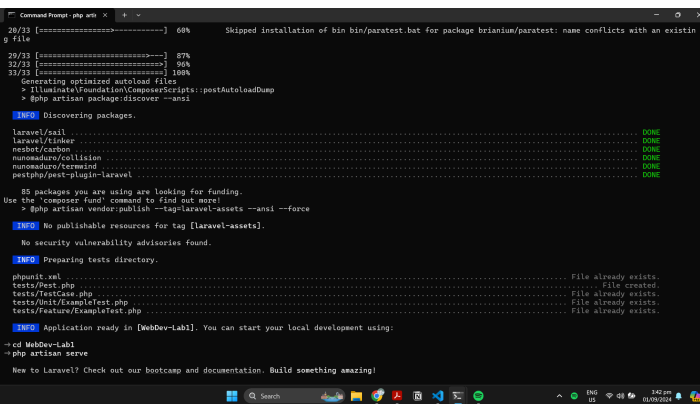 Command Prompt - php arti
20/33 [=================>-----------] 60% Skipped installation of bin bin/paratest.bat for package brianium/paratest: name conflicts with an existin
g file
29/33 [==========================>---] 87%
32/33 [============================>] 96%
33/33 [============================] 100%
Generating optimized autoload files
> Illuminate\Foundation\ComposerScripts::postAutoloadDump
> @php artisan package:discover --ansi
INFO Discovering packages.
laravel/sail ........ DONE
laravel/tinker ........ DONE
nesbot/carbon ........ DONE
nunomaduro/collision ........ DONE
nunomaduro/termwind ........ DONE
pestphp/pest-plugin-laravel ........ DONE
85 packages you are using are looking for funding.
Use the 'composer fund' command to find out more!
> @php artisan vendor:publish --tag=laravel-assets --ansi --force
INFO No publishable resources for tag [laravel-assets].
No security vulnerability advisories found.
INFO Preparing tests directory.
phpunit.xml ........ File already exists.
tests/Pest.php ........ File created.
tests/TestCase.php ........ File already exists.
tests/Unit/ExampleTest.php ........ File already exists.
tests/Feature/ExampleTest.php ........ File already exists.
INFO Application ready in [WebDev-Lab1]. You can start your local development using:
→ cd WebDev-Lab1
→ php artisan serve
New to Laravel? Check out our bootcamp and documentation. Build something amazing!
Search
ENG
US
3:42 pm
01/09/2024